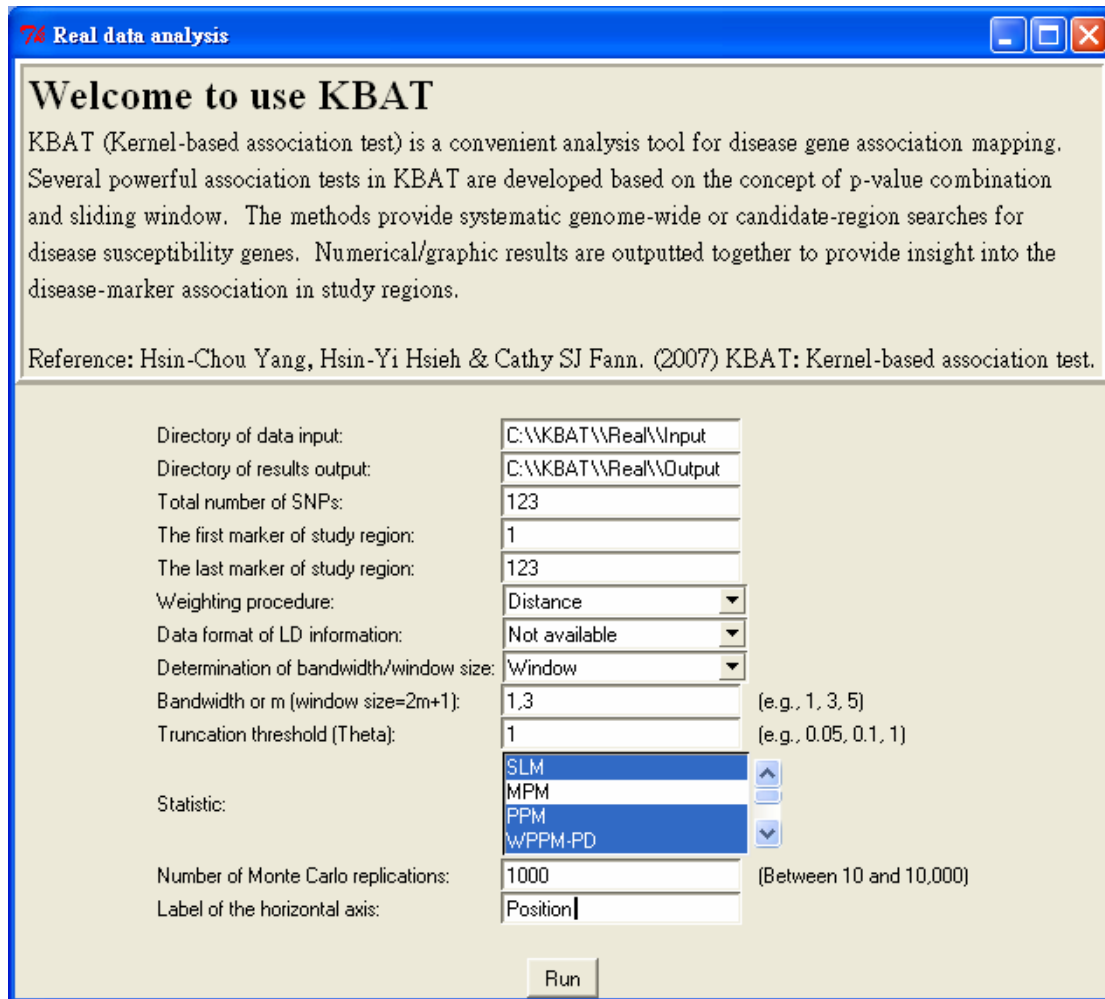 Real data analysis
Welcome to use KBAT
KBAT (Kernel-based association test) is a convenient analysis tool for disease gene association mapping.
Several powerful association tests in KBAT are developed based on the concept of p-value combination
and sliding window.  The methods provide systematic genome-wide or candidate-region searches for
disease susceptibility genes.  Numerical/graphic results are outputted together to provide insight into the
disease-marker association in study regions.
Reference: Hsin-Chou Yang, Hsin-Yi Hsieh & Cathy SJ Fann. (2007) KBAT: Kernel-based association test.
Directory of data input: C:\\KBAT\\Real\\Input
Directory of results output: C:\\KBAT\\Real\\Output
Total number of SNPs: 123
The first marker of study region: 1
The last marker of study region: 123
Weighting procedure: Distance
Data format of LD information: Not available
Determination of bandwidth/window size: Window
Bandwidth or m (window size=2m+1): 1,3 (e.g., 1, 3, 5)
Truncation threshold (Theta): 1 (e.g., 0.05, 0.1, 1)
SLM
MPM
Statistic:
PPM
WPPM-PD
Number of Monte Carlo replications: 1000 (Between 10 and 10,000)
Label of the horizontal axis: Position
Run